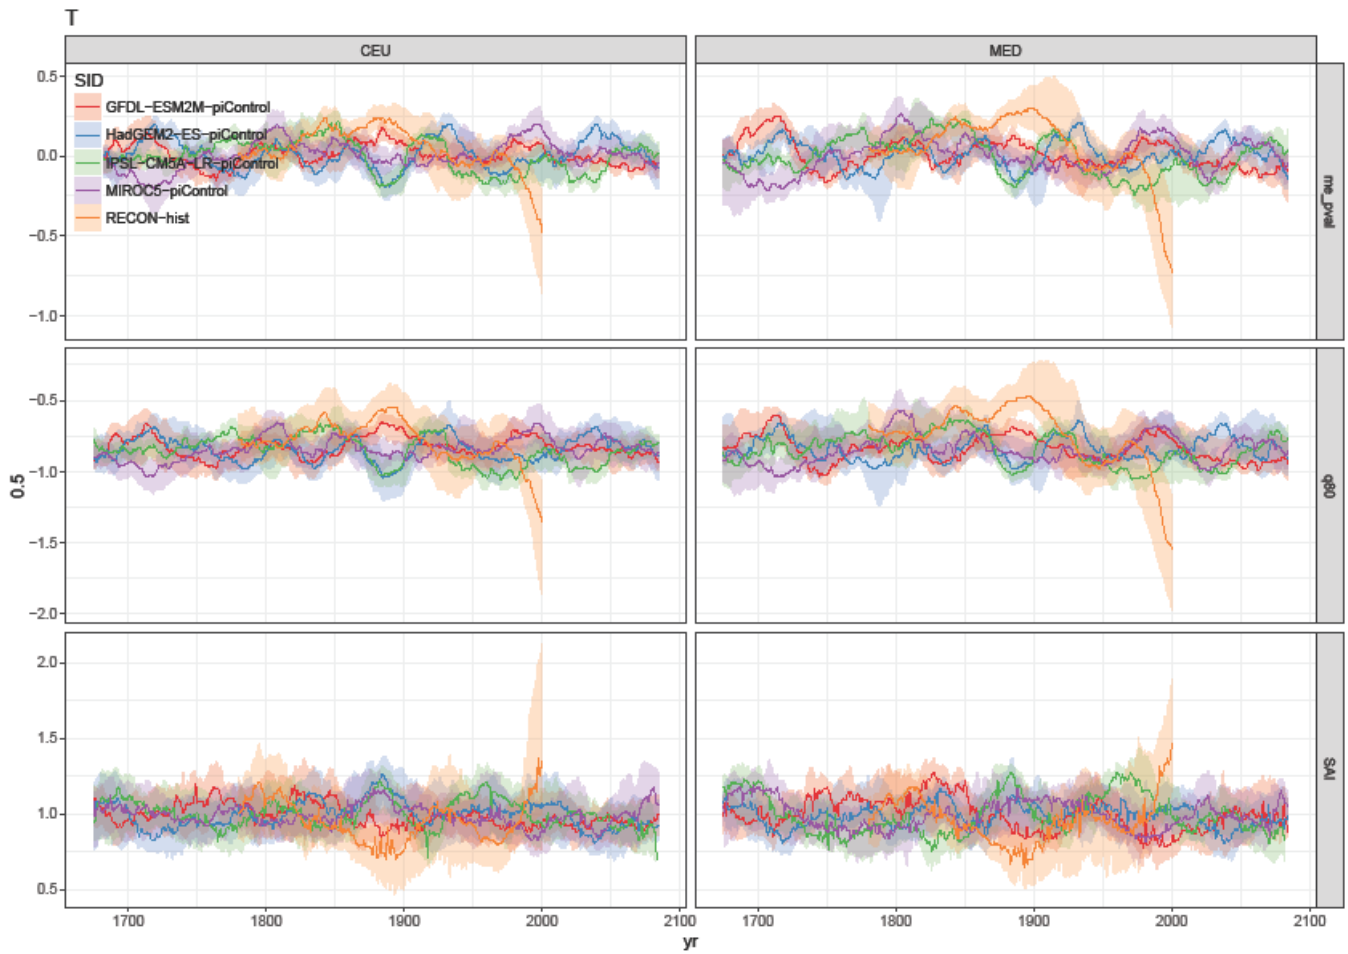 T
CEU MED
SID
GFDL-ESM2M-piControl
HadGEM2-ES-piControl
IPSL-CM5A-LR-piControl
MIROC5-piControl
RECON-hist
0.5
0.0
−0.5
−1.0
me_pval
−0.5
−1.0
−1.5
−2.0
q80
0.5
2.0
1.5
1.0
0.5
SAI
1700 1800 1900 2000 2100 1700 1800 1900 2000 2100
yr